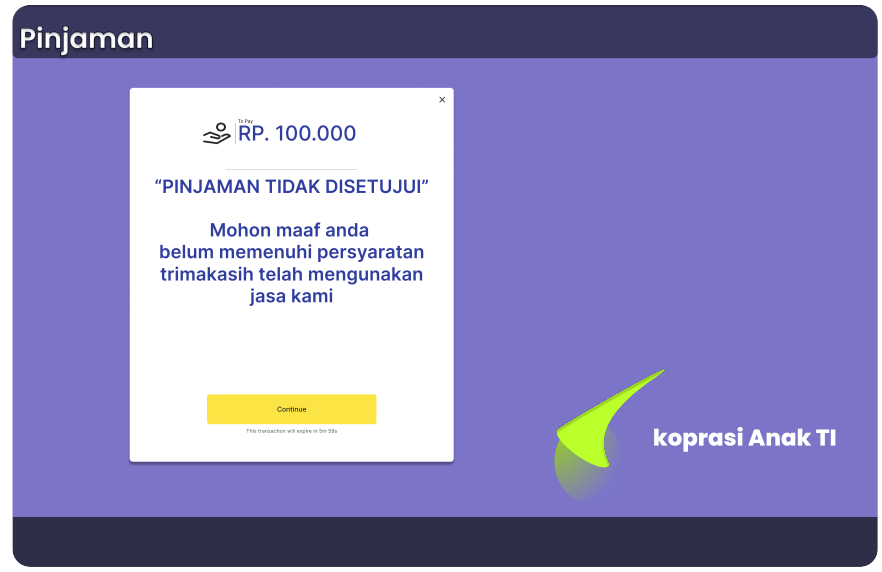 Pinjaman
×
To Pay
RP. 100.000
“PINJAMAN TIDAK DISETUJUI”
Mohon maaf anda
belum memenuhi persyaratan
trimakasih telah mengunakan
jasa kami
Continue
This transaction will expire in 5m 59s
koprasi Anak TI